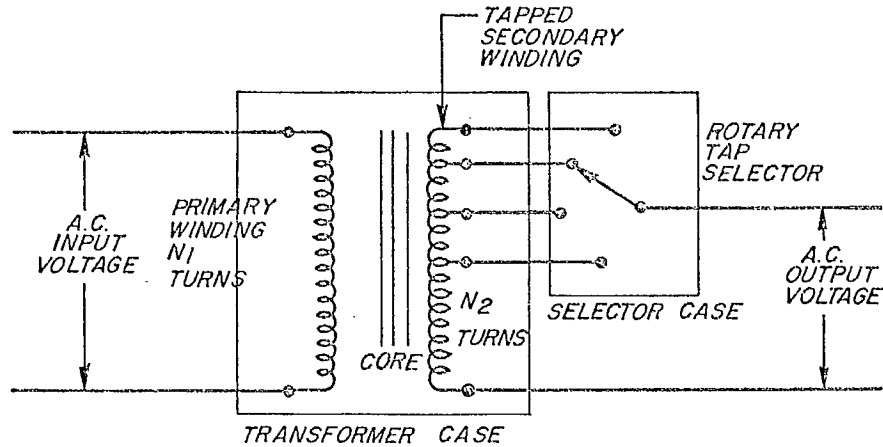 TAPPED
SECONDARY
WINDING
ROTARY
TAP
SELECTOR
PRIMARY
WINDING
N1
TURNS
A.C.
INPUT
VOLTAGE
A.C.
OUTPUT
VOLTAGE
N2
TURNS
SELECTOR CASE
CORE
TRANSFORMER CASE